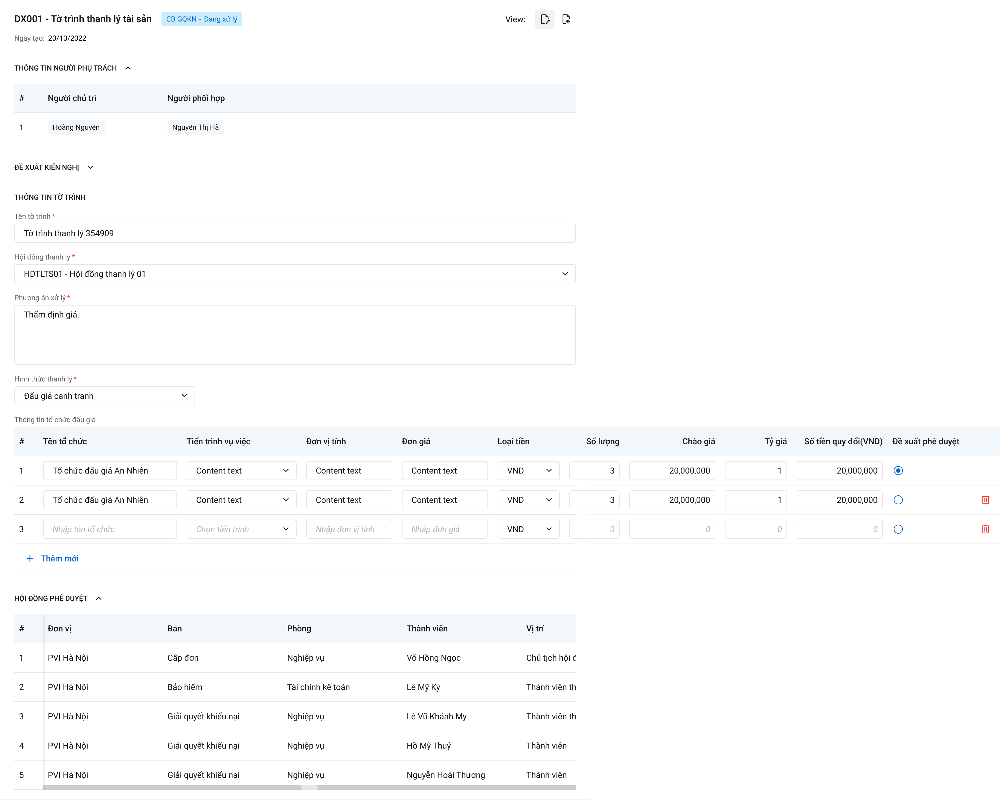 DX001 - Tờ trình thanh lý tài sản CB GQKN - Đang xử lý View:
Ngày tạo: 20/10/2022
THÔNG TIN NGƯỜI PHỤ TRÁCH
# Người chủ trì Người phối hợp
1 Hoàng Nguyễn Nguyễn Thị Hà
ĐỀ XUẤT KIẾN NGHỊ
THÔNG TIN TỜ TRÌNH
Tên tờ trình *
Tờ trình thanh lý 354909
Hội đồng thanh lý *
HDTLTS01 - Hội đồng thanh lý 01
Phương án xử lý *
Thẩm định giá.
Hình thức thanh lý *
Đấu giá canh tranh
Thông tin tổ chức đấu giá
# Tên tổ chức Tiến trình vụ việc Đơn vị tính Đơn giá Loại tiền Số lượng Chào giá Tỷ giá Số tiền quy đổi(VND) Đề xuất phê duyệt
1 Tổ chức đấu giá An Nhiên Content text Content text Content text VND 3 20,000,000 1 20,000,000
2 Tổ chức đấu giá An Nhiên Content text Content text Content text VND 3 20,000,000 1 20,000,000
3 Nhập tên tổ chức Chọn tiến trình Nhập đơn vị tính Nhập đơn giá VND 0 0 0 0
+ Thêm mới
HỘI ĐỒNG PHÊ DUYỆT
# Đơn vị Ban Phòng Thành viên Vị trí
1 PVI Hà Nội Cấp đơn Nghiệp vụ Võ Hồng Ngọc Chủ tịch hội đ
2 PVI Hà Nội Bảo hiểm Tài chính kế toán Lê Mỹ Kỳ Thành viên th
3 PVI Hà Nội Giải quyết khiếu nại Nghiệp vụ Lê Vũ Khánh My Thành viên th
4 PVI Hà Nội Giải quyết khiếu nại Nghiệp vụ Hồ Mỹ Thuý Thành viên
5 PVI Hà Nội Giải quyết khiếu nại Nghiệp vụ Nguyễn Hoài Thương Thành viên